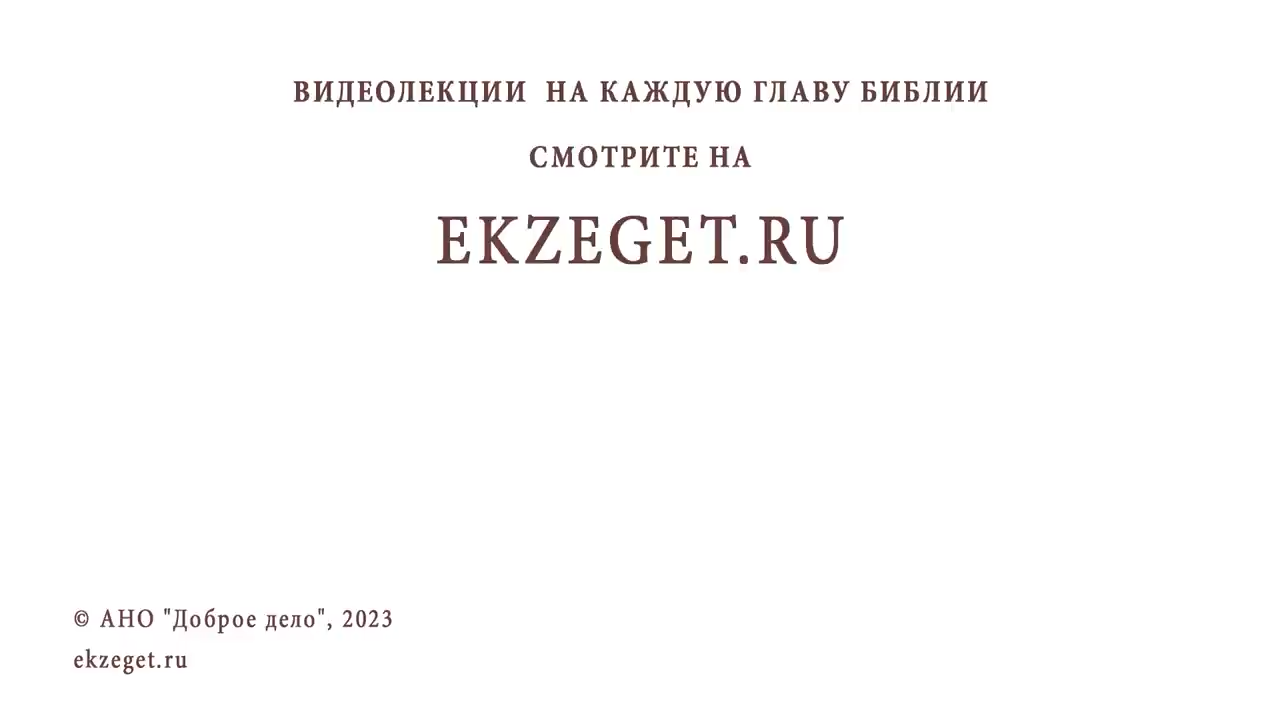 ВИДЕОЛЕКЦИИ НА КАЖДУЮ ГЛАВУ БИБЛИИ
СМОТРИТЕ НА
EKZEGET.RU
© АНО "Доброе дело", 2023
ekzeget.ru